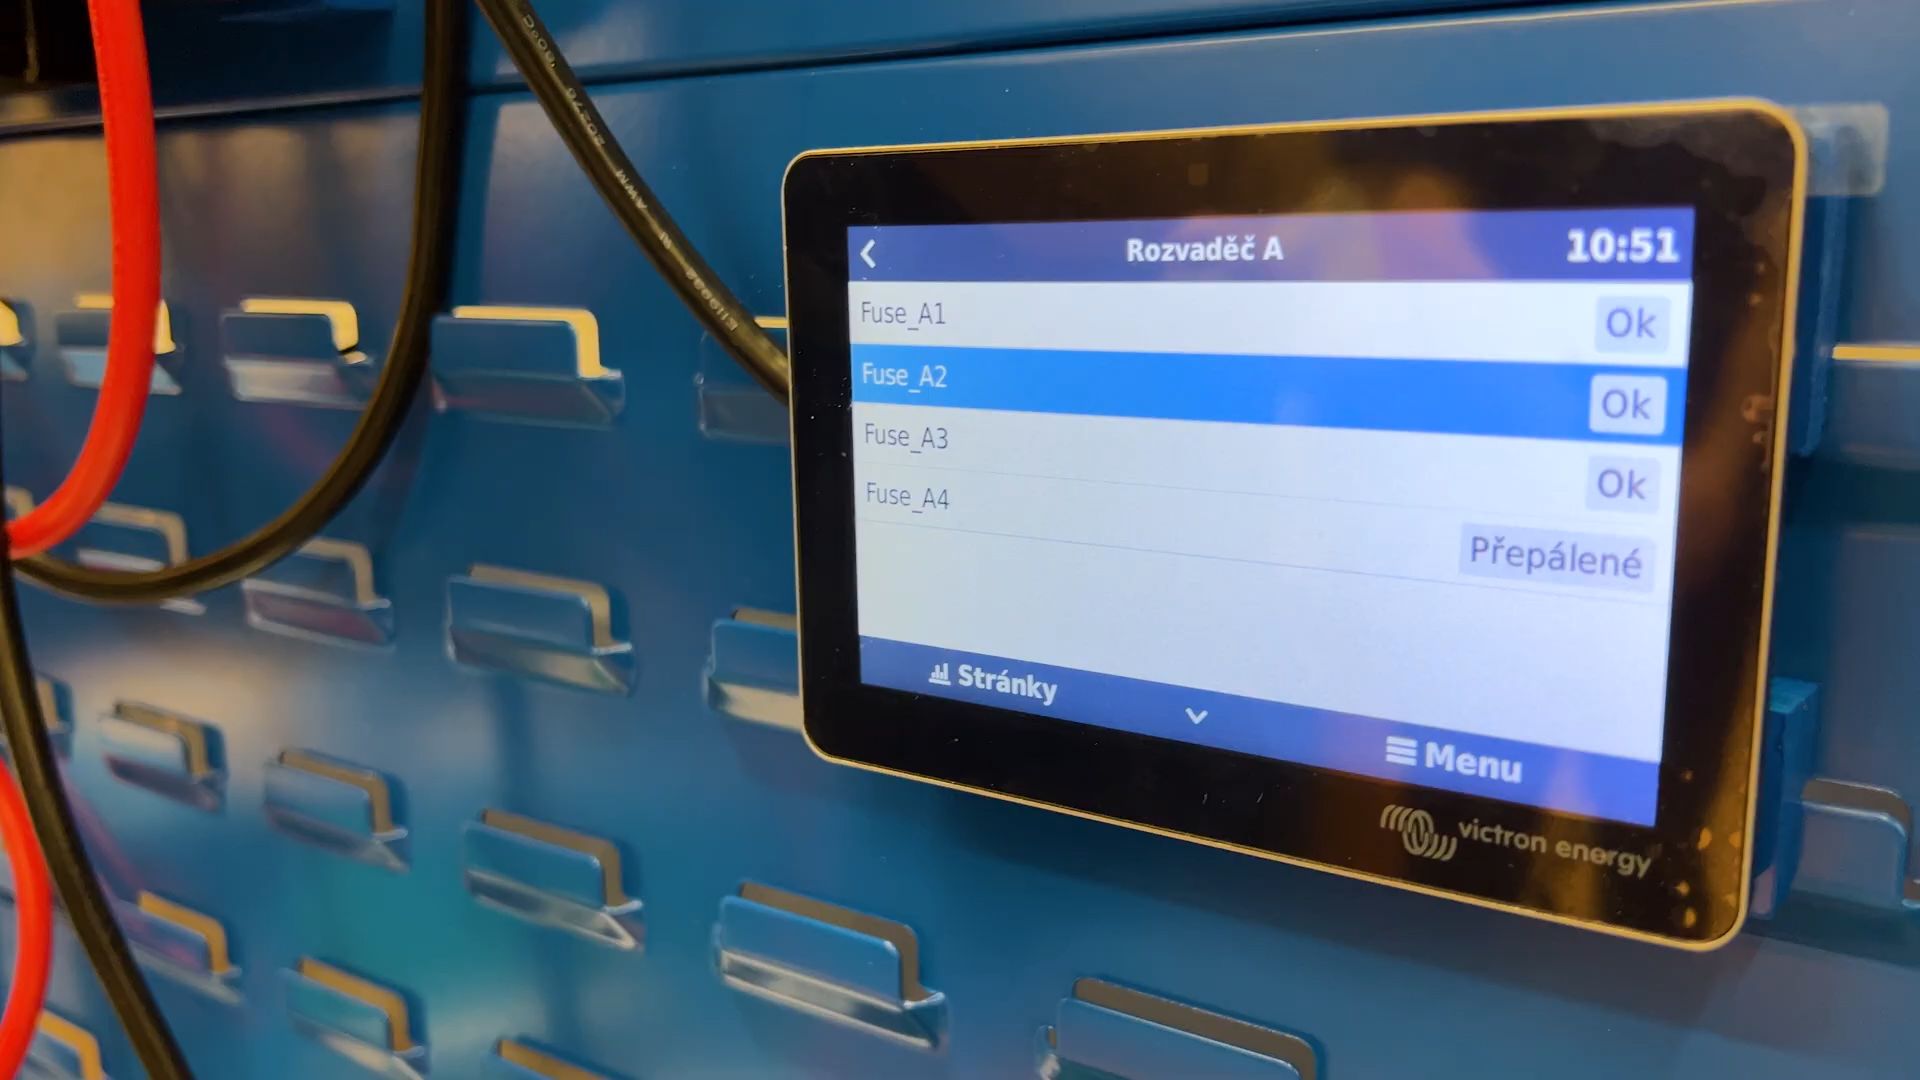 Rozvaděč A
10:51
Fuse_A1
Ok
Fuse_A2
Ok
Fuse_A3
Ok
Fuse_A4
Přepálené
Stránky
Menu
victron energy